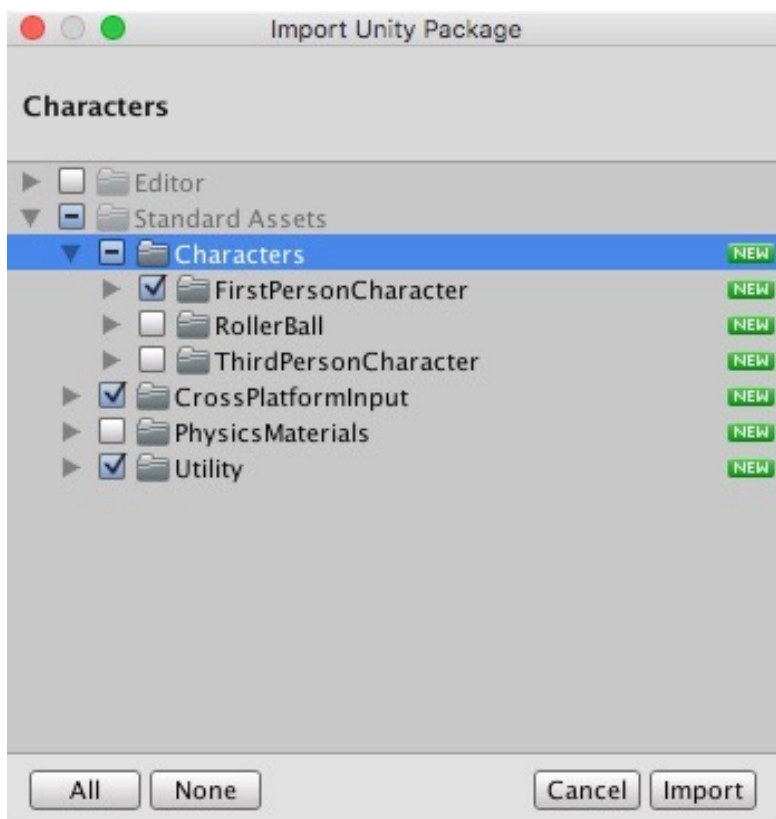 Import Unity Package
Characters
Editor
Standard Assets
Characters NEW
FirstPersonCharacter NEW
RollerBall NEW
ThirdPersonCharacter NEW
CrossPlatformInput NEW
PhysicsMaterials NEW
Utility NEW
All None Cancel Import